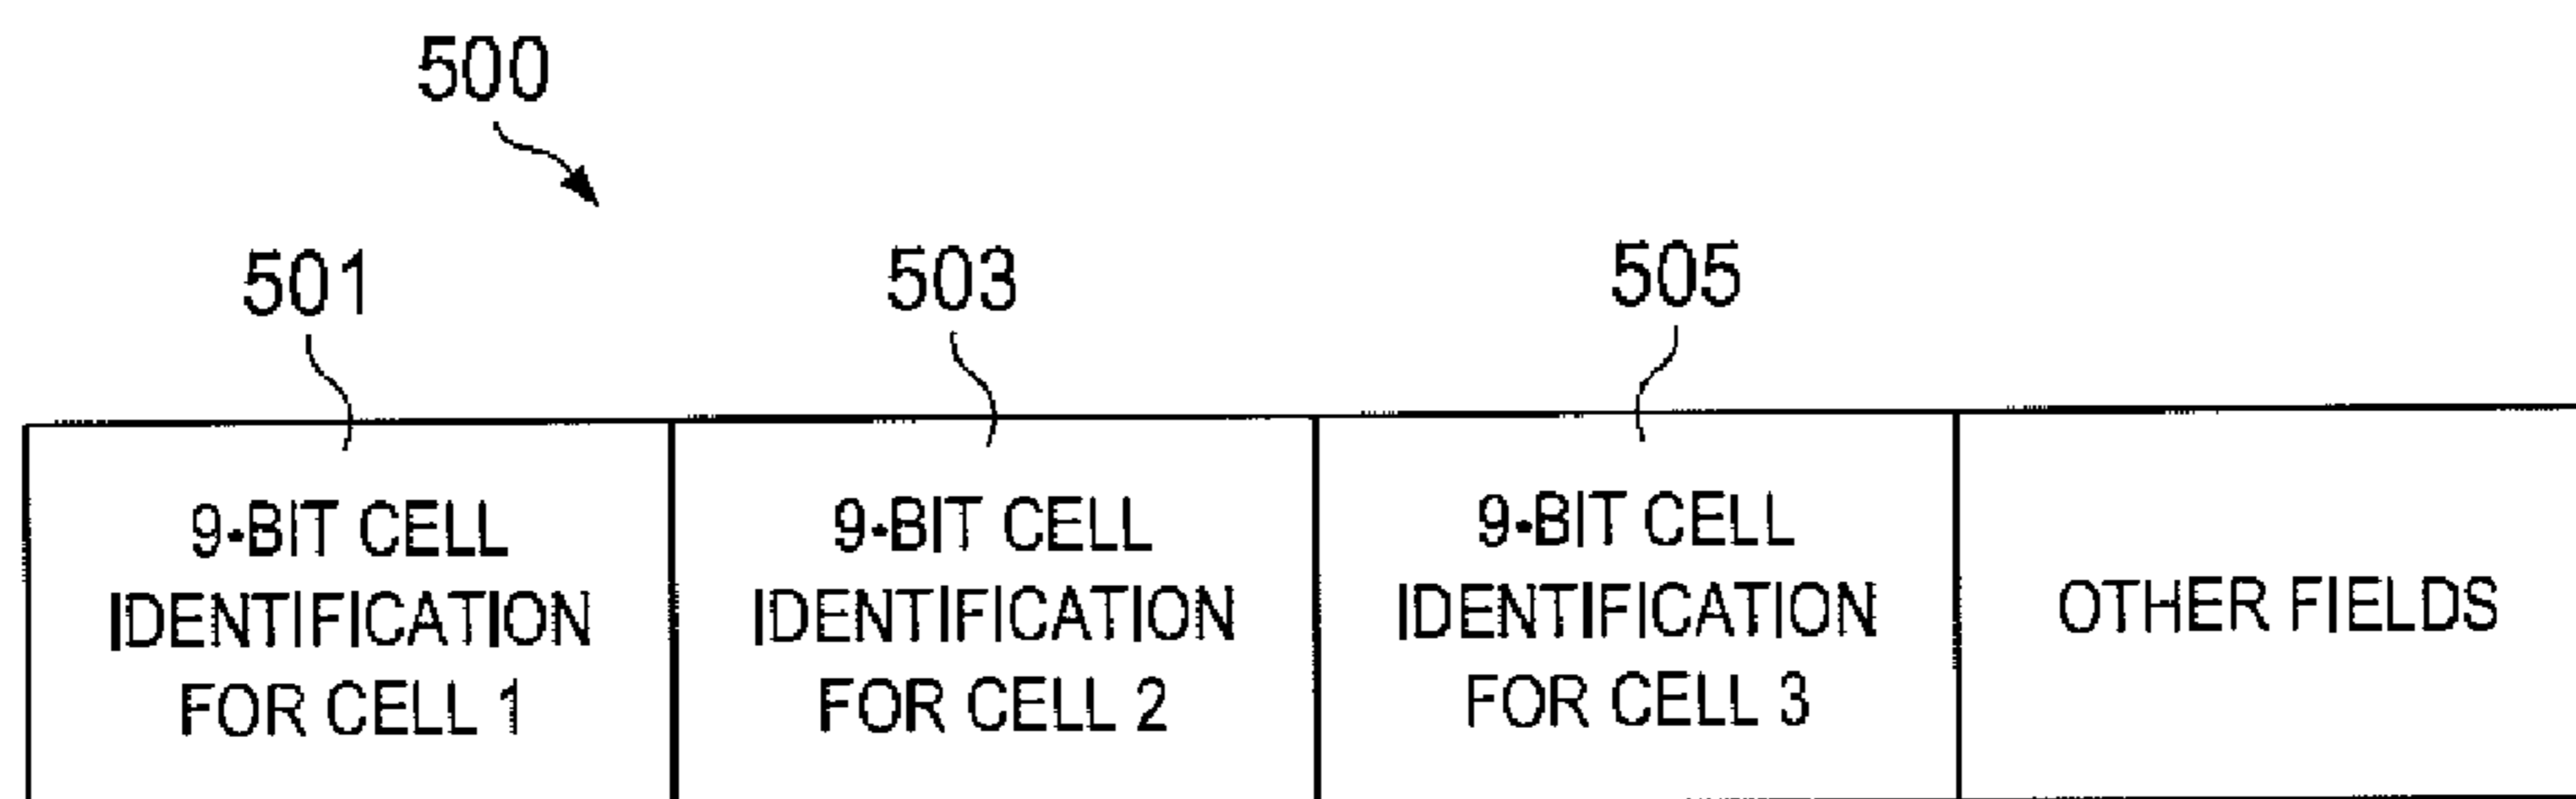 500
501
503
505
9-BIT CELL
IDENTIFICATION
FOR CELL 1
9-BIT CELL
IDENTIFICATION
FOR CELL 2
9-BIT CELL
IDENTIFICATION
FOR CELL 3
OTHER FIELDS